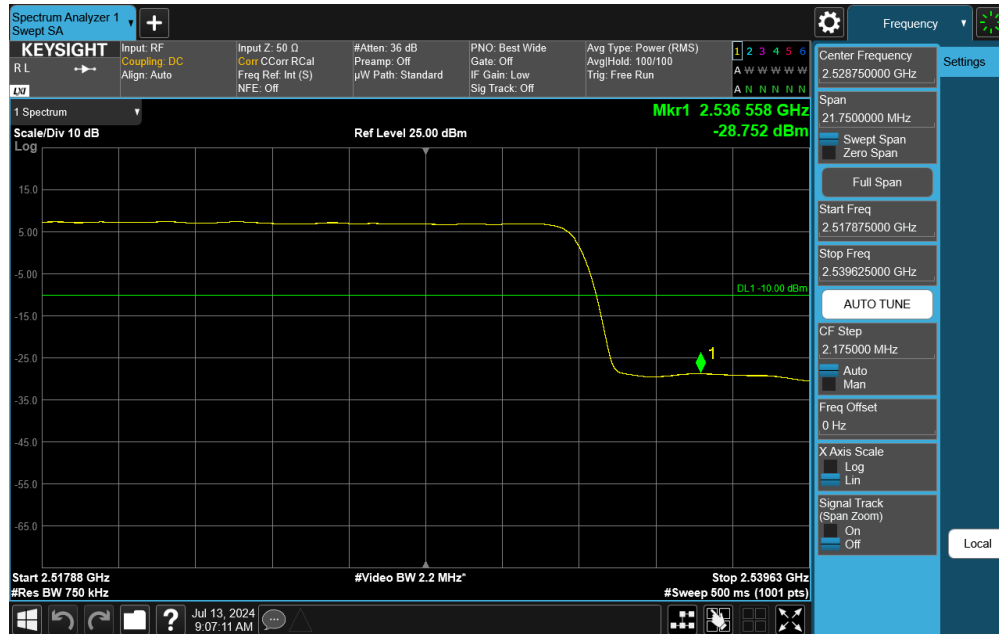 Spectrum Analyzer 1
Swept SA
+
Frequency
KEYSIGHT
R L
LXI
Input: RF
Coupling: DC
Align: Auto
Input Z: 50 Ω
Corr CCorr RCal
Freq Ref: Int (S)
NFE: Off
#Atten: 36 dB
Preamp: Off
µW Path: Standard
PNO: Best Wide
Gate: Off
IF Gain: Low
Sig Track: Off
Avg Type: Power (RMS)
Avg|Hold: 100/100
Trig: Free Run
1 2 3 4 5 6
A W W W W W
A N N N N N
1 Spectrum
Scale/Div 10 dB
Log
Ref Level 25.00 dBm
Mkr1 2.536 558 GHz
-28.752 dBm
15.0
5.00
-5.00
-15.0
-25.0
-35.0
-45.0
-55.0
-65.0
DL1 -10.00 dBm
1
Start 2.51788 GHz
#Res BW 750 kHz
#Video BW 2.2 MHz*
Stop 2.53963 GHz
#Sweep 500 ms (1001 pts)
Center Frequency
2.528750000 GHz
Settings
Span
21.7500000 MHz
Swept Span
Zero Span
Full Span
Start Freq
2.517875000 GHz
Stop Freq
2.539625000 GHz
AUTO TUNE
CF Step
2.175000 MHz
Auto
Man
Freq Offset
0 Hz
X Axis Scale
Log
Lin
Signal Track
(Span Zoom)
On
Off
Local
?
Jul 13, 2024
9:07:11 AM